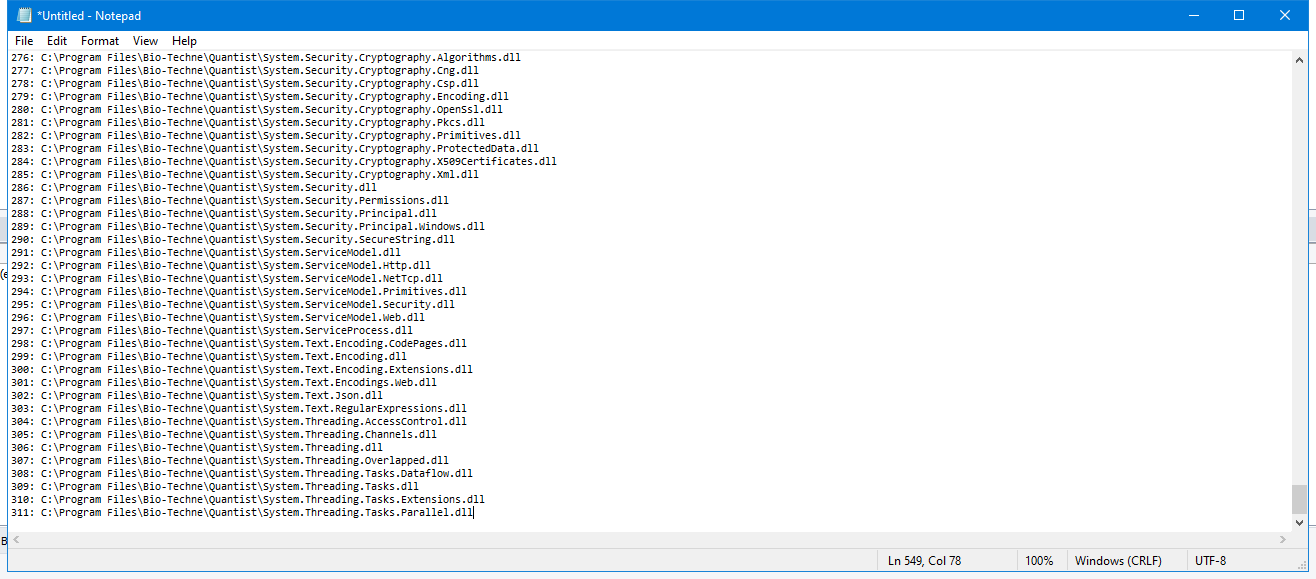 *Untitled - Notepad
File Edit Format View Help
276: C:\Program Files\Bio-Techne\Quantist\System.Security.Cryptography.Algorithms.dll
277: C:\Program Files\Bio-Techne\Quantist\System.Security.Cryptography.Cng.dll
278: C:\Program Files\Bio-Techne\Quantist\System.Security.Cryptography.Csp.dll
279: C:\Program Files\Bio-Techne\Quantist\System.Security.Cryptography.Encoding.dll
280: C:\Program Files\Bio-Techne\Quantist\System.Security.Cryptography.OpenSsl.dll
281: C:\Program Files\Bio-Techne\Quantist\System.Security.Cryptography.Pkcs.dll
282: C:\Program Files\Bio-Techne\Quantist\System.Security.Cryptography.Primitives.dll
283: C:\Program Files\Bio-Techne\Quantist\System.Security.Cryptography.ProtectedData.dll
284: C:\Program Files\Bio-Techne\Quantist\System.Security.Cryptography.X509Certificates.dll
285: C:\Program Files\Bio-Techne\Quantist\System.Security.Cryptography.Xml.dll
286: C:\Program Files\Bio-Techne\Quantist\System.Security.dll
287: C:\Program Files\Bio-Techne\Quantist\System.Security.Permissions.dll
288: C:\Program Files\Bio-Techne\Quantist\System.Security.Principal.dll
289: C:\Program Files\Bio-Techne\Quantist\System.Security.Principal.Windows.dll
290: C:\Program Files\Bio-Techne\Quantist\System.Security.SecureString.dll
291: C:\Program Files\Bio-Techne\Quantist\System.ServiceModel.dll
292: C:\Program Files\Bio-Techne\Quantist\System.ServiceModel.Http.dll
293: C:\Program Files\Bio-Techne\Quantist\System.ServiceModel.NetTcp.dll
294: C:\Program Files\Bio-Techne\Quantist\System.ServiceModel.Primitives.dll
295: C:\Program Files\Bio-Techne\Quantist\System.ServiceModel.Security.dll
296: C:\Program Files\Bio-Techne\Quantist\System.ServiceModel.Web.dll
297: C:\Program Files\Bio-Techne\Quantist\System.ServiceProcess.dll
298: C:\Program Files\Bio-Techne\Quantist\System.Text.Encoding.CodePages.dll
299: C:\Program Files\Bio-Techne\Quantist\System.Text.Encoding.dll
300: C:\Program Files\Bio-Techne\Quantist\System.Text.Encoding.Extensions.dll
301: C:\Program Files\Bio-Techne\Quantist\System.Text.Encodings.Web.dll
302: C:\Program Files\Bio-Techne\Quantist\System.Text.Json.dll
303: C:\Program Files\Bio-Techne\Quantist\System.Text.RegularExpressions.dll
304: C:\Program Files\Bio-Techne\Quantist\System.Threading.AccessControl.dll
305: C:\Program Files\Bio-Techne\Quantist\System.Threading.Channels.dll
306: C:\Program Files\Bio-Techne\Quantist\System.Threading.dll
307: C:\Program Files\Bio-Techne\Quantist\System.Threading.Overlapped.dll
308: C:\Program Files\Bio-Techne\Quantist\System.Threading.Tasks.Dataflow.dll
309: C:\Program Files\Bio-Techne\Quantist\System.Threading.Tasks.dll
310: C:\Program Files\Bio-Techne\Quantist\System.Threading.Tasks.Extensions.dll
311: C:\Program Files\Bio-Techne\Quantist\System.Threading.Tasks.Parallel.dll
Ln 549, Col 78 100% Windows (CRLF) UTF-8